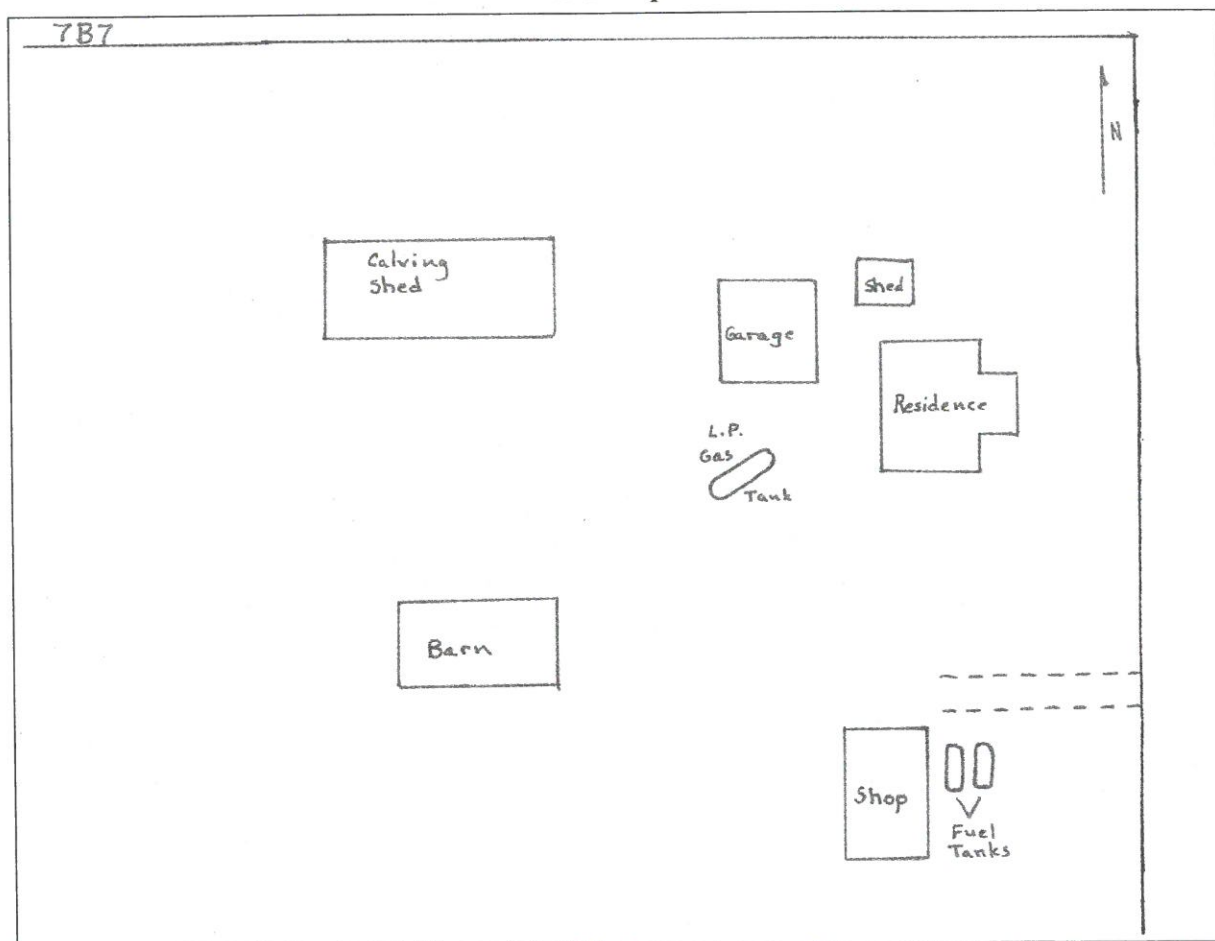 7B7
N
Calving
Shed
Shed
Garage
Residence
L.P.
Gas
Tank
Barn
Shop
Fuel
Tanks